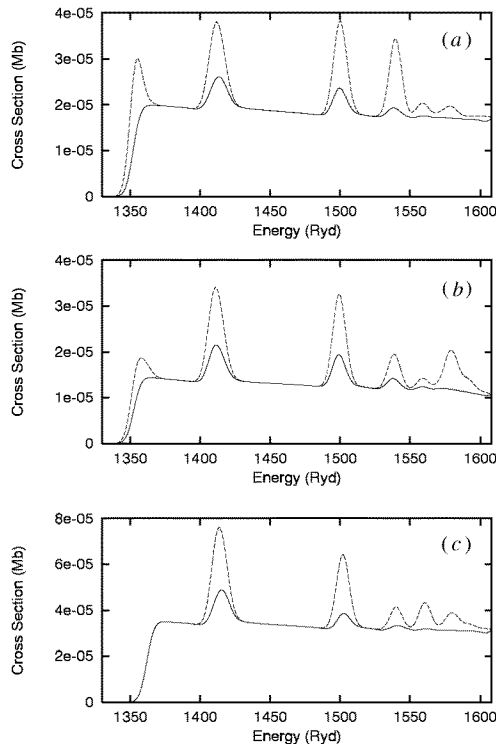 4e-05
3e-05
2e-05
1e-05
0
Cross Section (Mb)
(a)
1350 1400 1450 1500 1550 1600
Energy (Ryd)
4e-05
3e-05
2e-05
1e-05
0
Cross Section (Mb)
(b)
1350 1400 1450 1500 1550 1600
Energy (Ryd)
8e-05
6e-05
4e-05
2e-05
0
Cross Section (Mb)
(c)
1350 1400 1450 1500 1550 1600
Energy (Ryd)